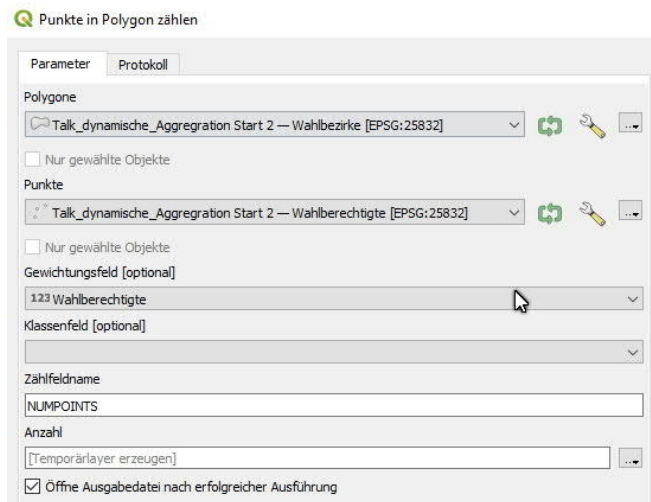 Punkte in Polygon zählen
Parameter
Protokoll
Polygone
Talk_dynamische_Aggregration Start 2 — Wahlbezirke [EPSG:25832]
Nur gewählte Objekte
Punkte
Talk_dynamische_Aggregration Start 2 — Wahlberechtigte [EPSG:25832]
Nur gewählte Objekte
Gewichtungsfeld [optional]
123 Wahlberechtigte
Klassenfeld [optional]
Zählfeldname
NUMPOINTS
Anzahl
[Temporärlayer erzeugen]
Öffne Ausgabedatei nach erfolgreicher Ausführung